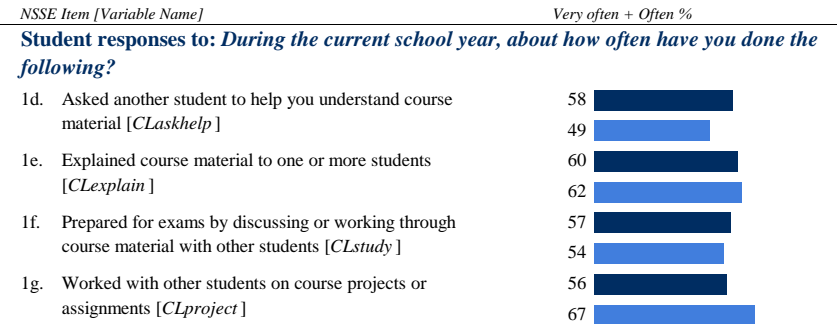 NSSE Item [Variable Name] Very often + Often %
Student responses to: During the current school year, about how often have you done the
following?
1d. Asked another student to help you understand course 58
material [CLaskhelp ] 49
1e. Explained course material to one or more students 60
[CLexplain ] 62
1f. Prepared for exams by discussing or working through 57
course material with other students [CLstudy ] 54
1g. Worked with other students on course projects or 56
assignments [CLproject ] 67